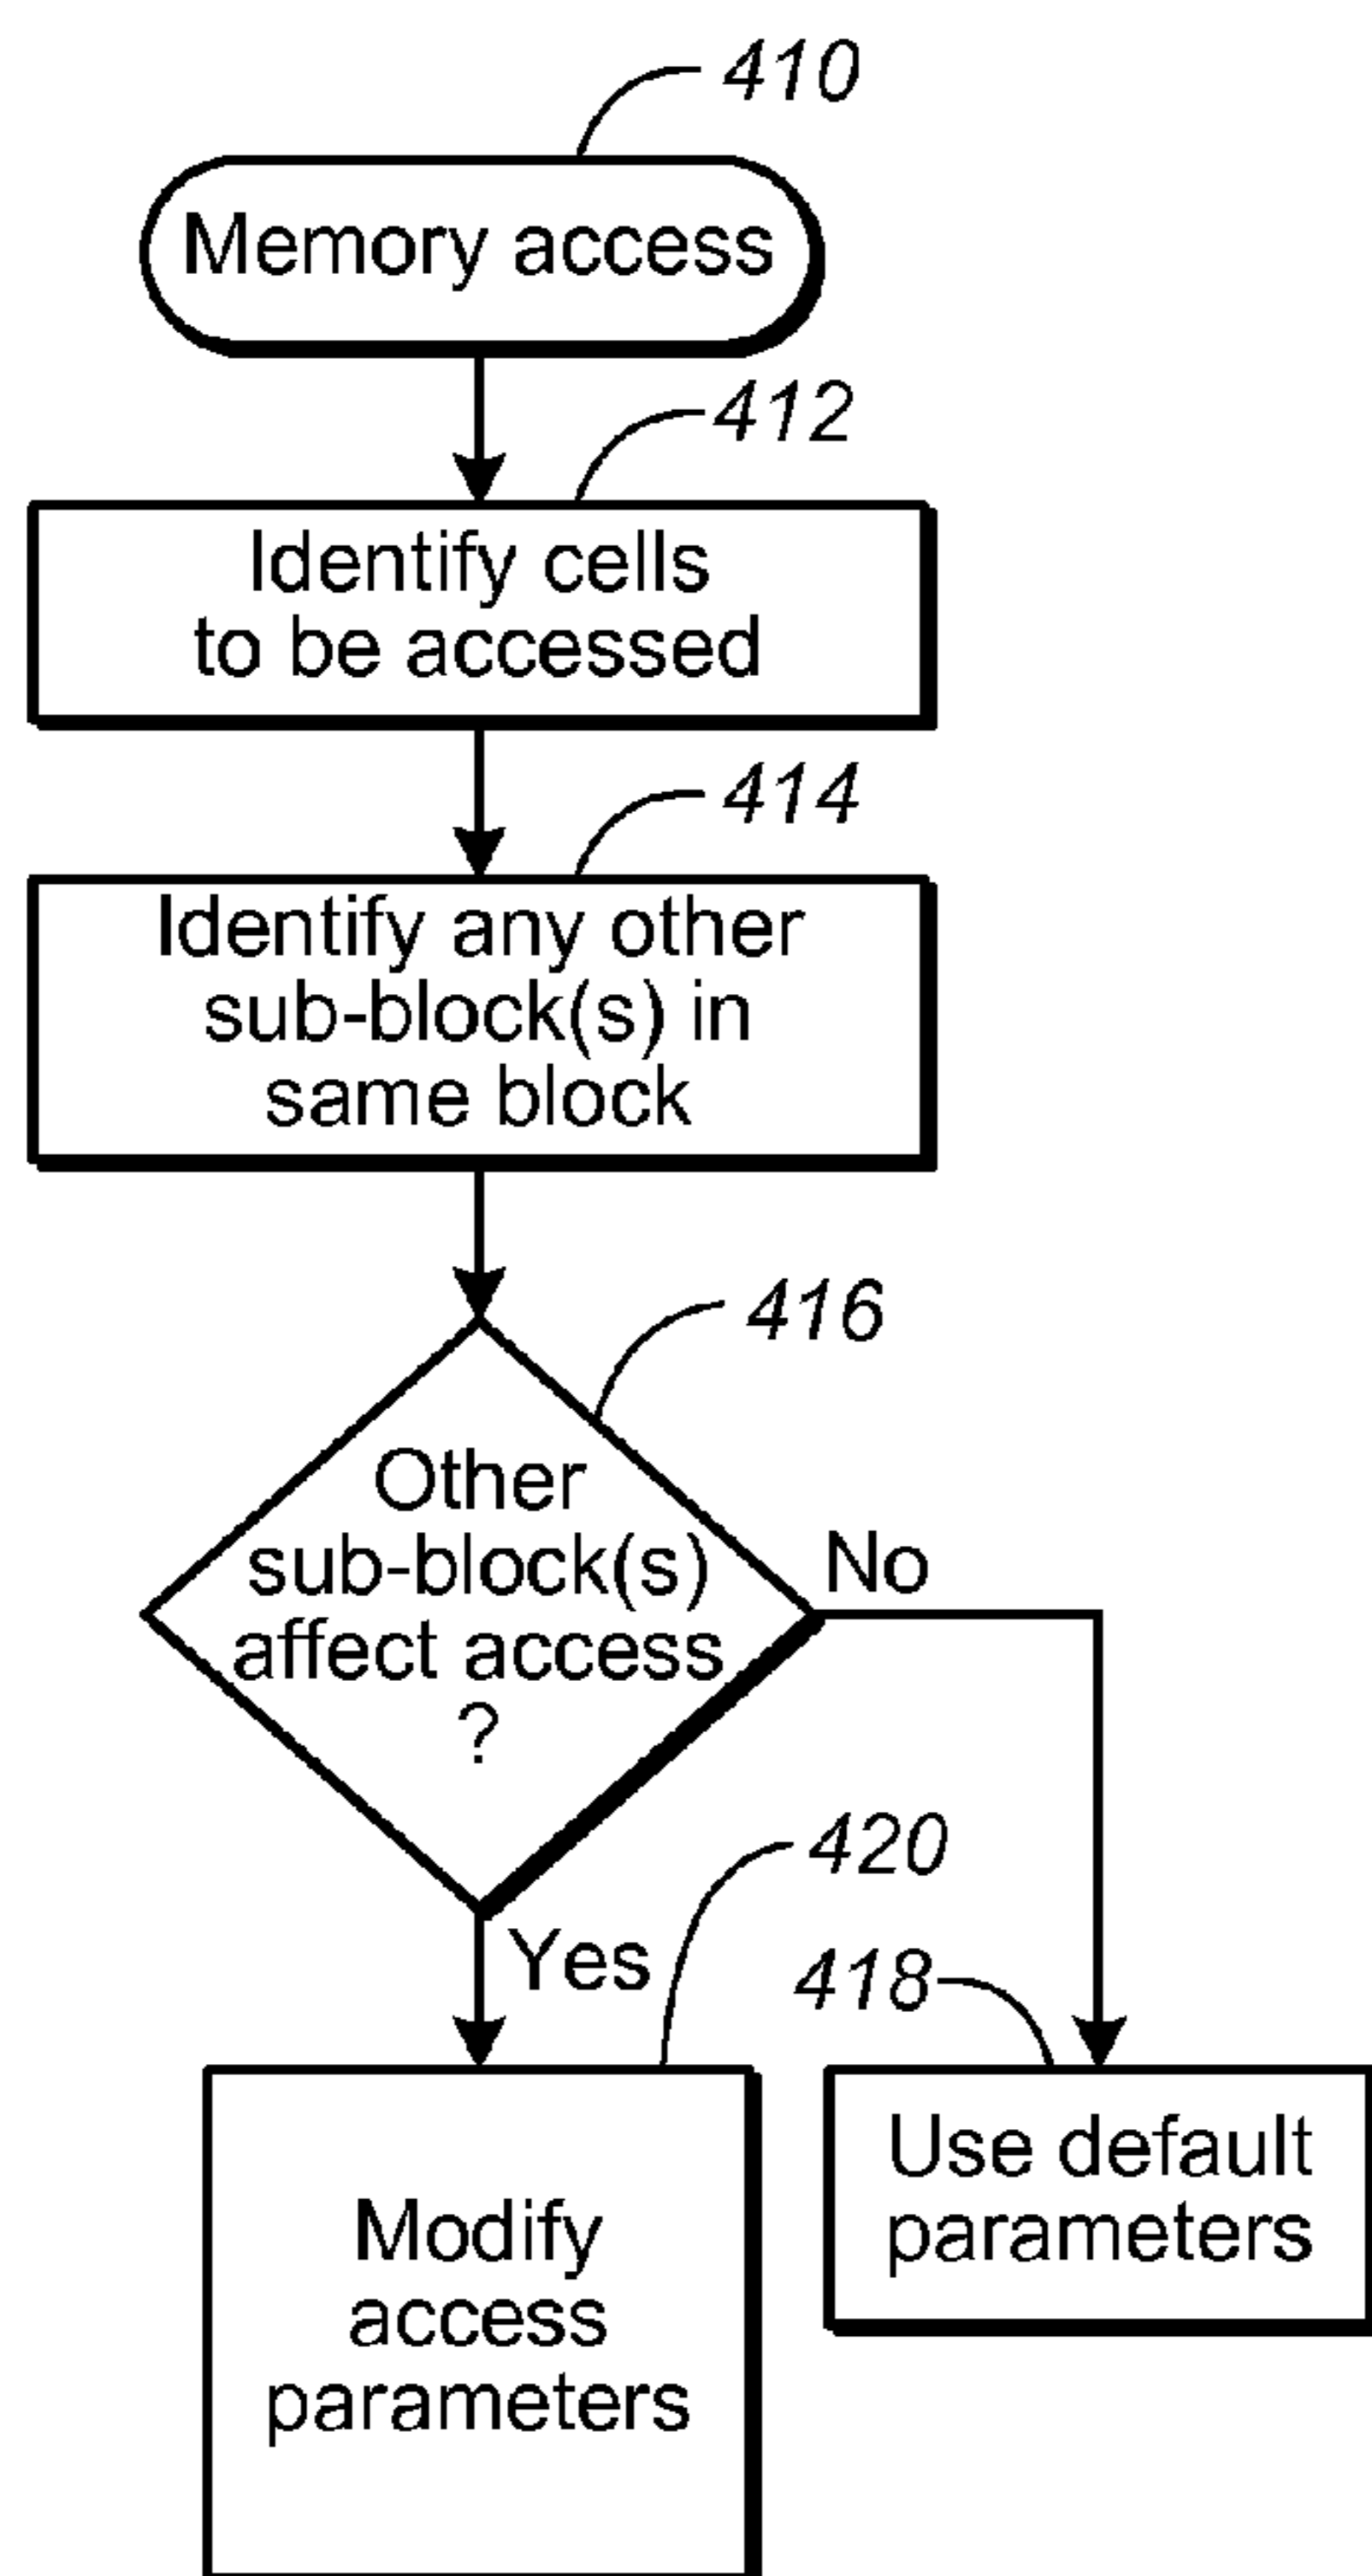 410
Memory access
412
Identify cells
to be accessed
414
Identify any other
sub-block(s) in
same block
416
Other
sub-block(s)
affect access
?
No
Yes
420
418
Modify
access
parameters
Use default
parameters